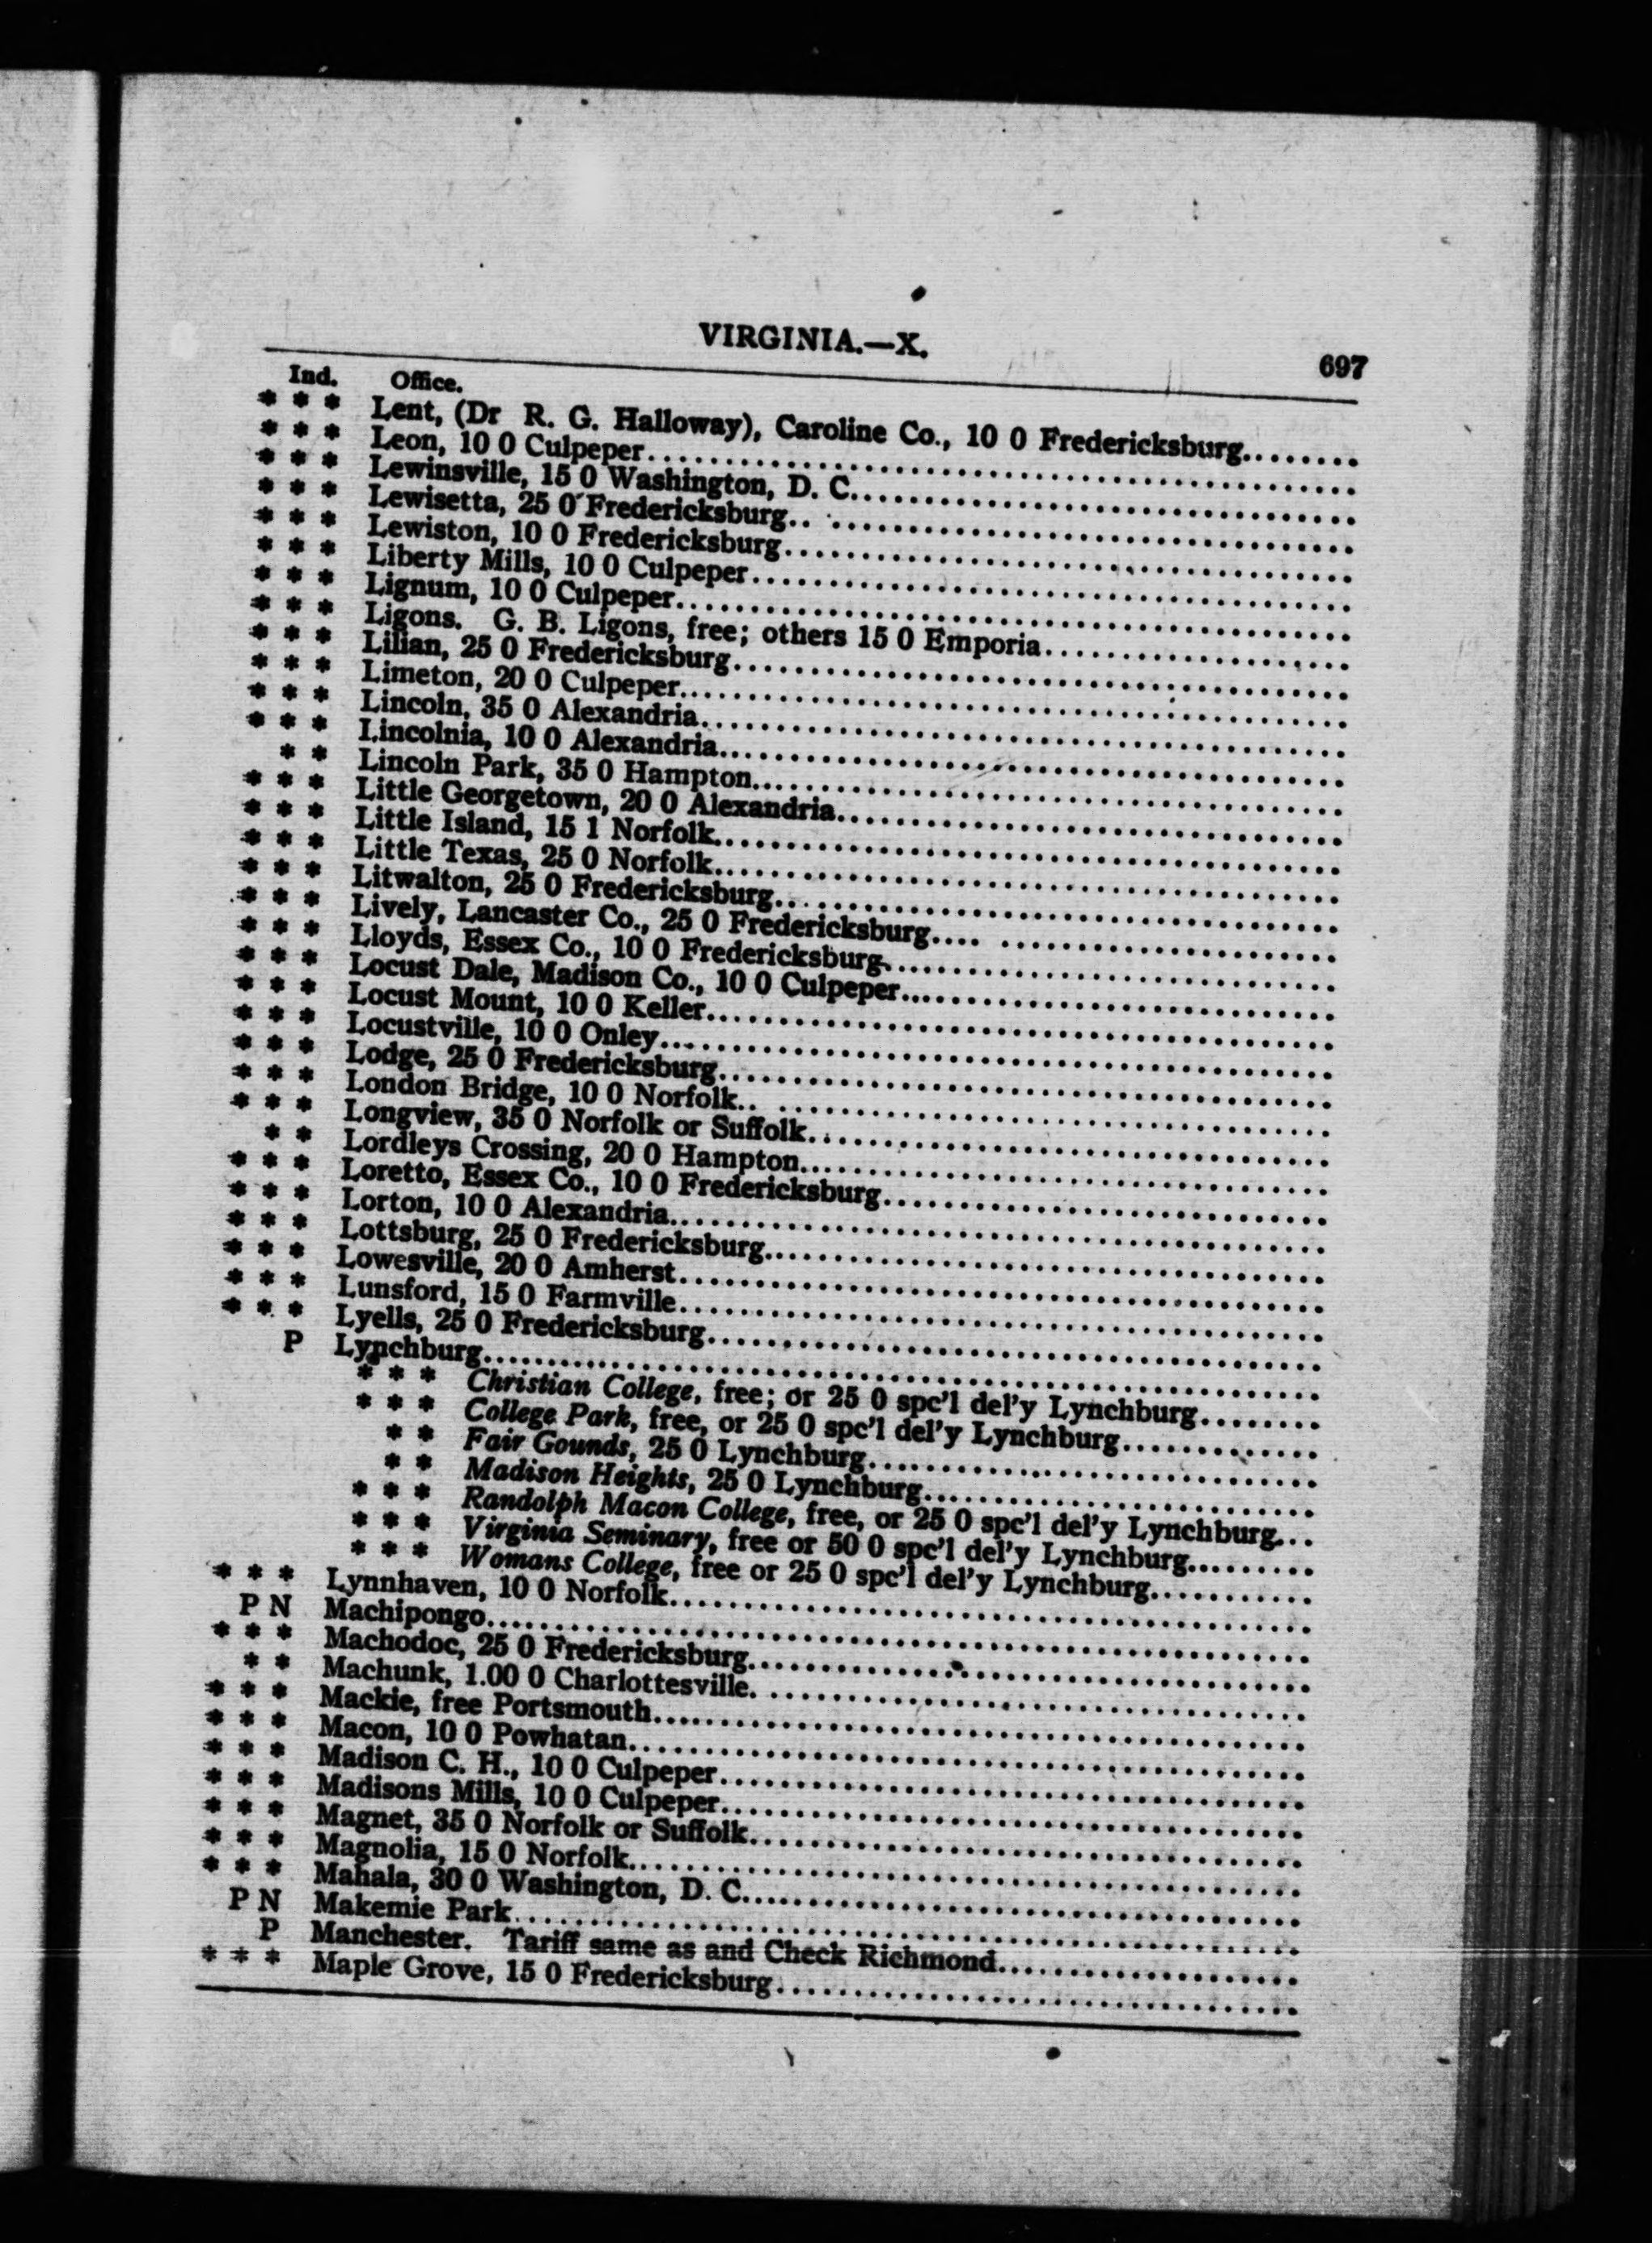 VIRGINIA.—X.
697
Ind. Office.
* * * Lent, (Dr R. G. Halloway), Caroline Co., 10 0 Fredericksburg........
* * * Leon, 10 0 Culpeper........
* * * Lewinsville, 15 0 Washington, D. C........
* * * Lewisetta, 25 0 Fredericksburg........
* * * Lewiston, 10 0 Fredericksburg........
* * * Liberty Mills, 10 0 Culpeper........
* * * Lignum, 10 0 Culpeper........
* * * Ligons. G. B. Ligons, free; others 15 0 Emporia........
* * * Lilian, 25 0 Fredericksburg........
* * * Limeton, 20 0 Culpeper........
* * * Lincoln, 35 0 Alexandria........
* * * Lincolnia, 10 0 Alexandria........
* * Lincoln Park, 35 0 Hampton........
* * * Little Georgetown, 20 0 Alexandria........
* * * Little Island, 15 1 Norfolk........
* * * Little Texas, 25 0 Norfolk........
* * * Litwalton, 25 0 Fredericksburg........
* * * Lively, Lancaster Co., 25 0 Fredericksburg........
* * * Lloyds, Essex Co., 10 0 Fredericksburg........
* * * Locust Dale, Madison Co., 10 0 Culpeper........
* * * Locust Mount, 10 0 Keller........
* * * Locustville, 10 0 Onley........
* * * Lodge, 25 0 Fredericksburg........
* * * London Bridge, 10 0 Norfolk........
* * * Longview, 35 0 Norfolk or Suffolk........
* * Lordleys Crossing, 20 0 Hampton........
* * * Loretto, Essex Co., 10 0 Fredericksburg........
* * * Lorton, 10 0 Alexandria........
* * * Lottsburg, 25 0 Fredericksburg........
* * * Lowesville, 20 0 Amherst........
* * * Lunsford, 15 0 Farmville........
* * * Lyells, 25 0 Fredericksburg........
P Lynchburg........
* * * Christian College, free; or 25 0 spc'l del'y Lynchburg........
* * * College Park, free, or 25 0 spc'l del'y Lynchburg........
* * Fair Gounds, 25 0 Lynchburg........
* * Madison Heights, 25 0 Lynchburg........
* * * Randolph Macon College, free, or 25 0 spc'l del'y Lynchburg...
* * * Virginia Seminary, free or 50 0 spc'l del'y Lynchburg........
* * * Womans College, free or 25 0 spc'l del'y Lynchburg........
* * * Lynnhaven, 10 0 Norfolk........
P N Machipongo........
* * * Machodoc, 25 0 Fredericksburg........
* * Machunk, 1.00 0 Charlottesville........
* * * Mackie, free Portsmouth........
* * * Macon, 10 0 Powhatan........
* * * Madison C. H., 10 0 Culpeper........
* * * Madisons Mills, 10 0 Culpeper........
* * * Magnet, 35 0 Norfolk or Suffolk........
* * * Magnolia, 15 0 Norfolk........
* * * Mahala, 30 0 Washington, D. C........
P N Makemie Park........
P Manchester. Tariff same as and Check Richmond........
* * * Maple Grove, 15 0 Fredericksburg........